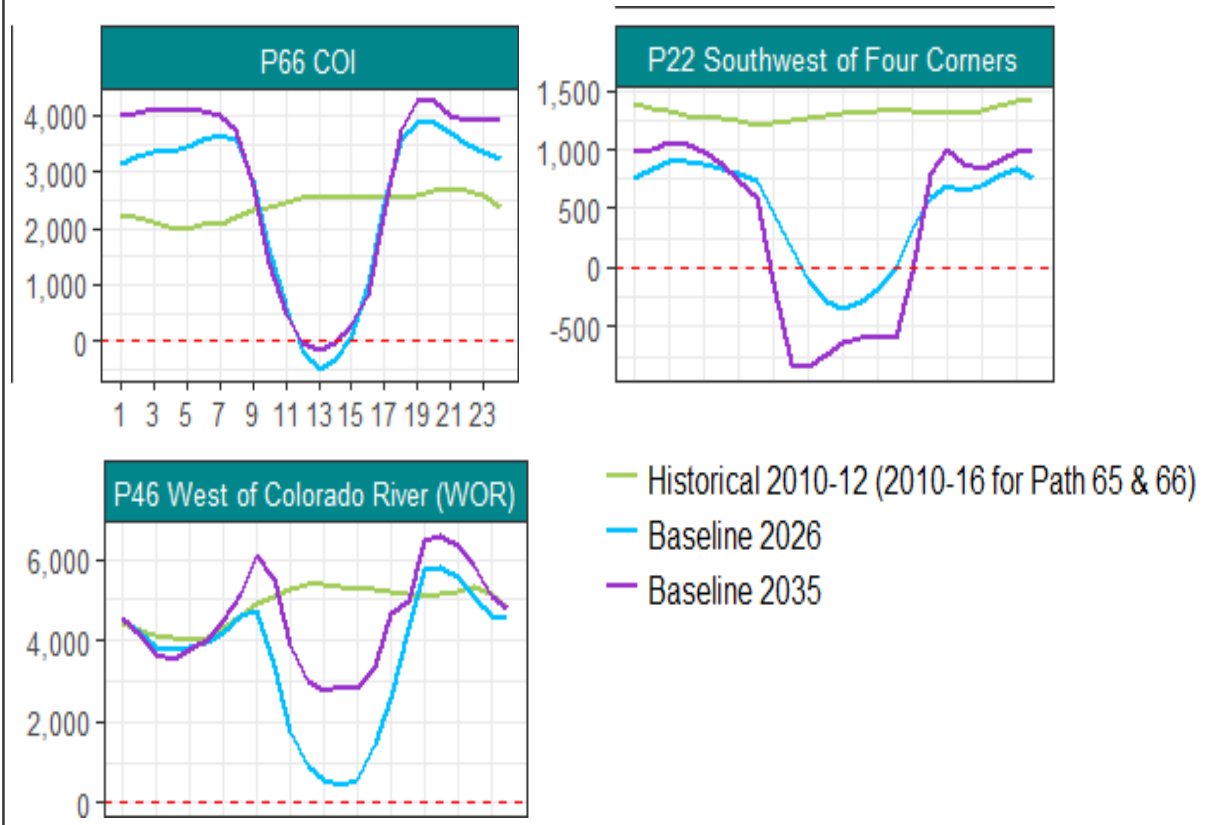 P66 COI
4,000
3,000
2,000
1,000
0
1 3 5 7 9 11 13 15 17 19 21 23
P22 Southwest of Four Corners
1,500
1,000
500
0
-500
P46 West of Colorado River (WOR)
6,000
4,000
2,000
0
Historical 2010-12 (2010-16 for Path 65 & 66)
Baseline 2026
Baseline 2035